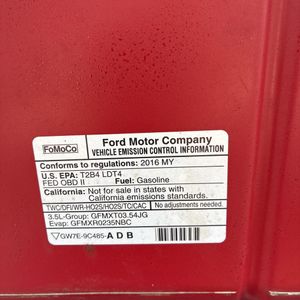 FoMoCo
Ford Motor Company
VEHICLE EMISSION CONTROL INFORMATION
Conforms to regulations: 2016 MY
U.S. EPA: T2B4 LDT4
FED OBD II Fuel: Gasoline
California: Not for sale in states with
California emissions standards.
TWC/DFI/WR-HO2S/HO2S/TC/CAC No adjustments needed.
3.5L-Group: GFMXT03.54JG
Evap: GFMXR0235NBC
GW7E-9C485-A D B